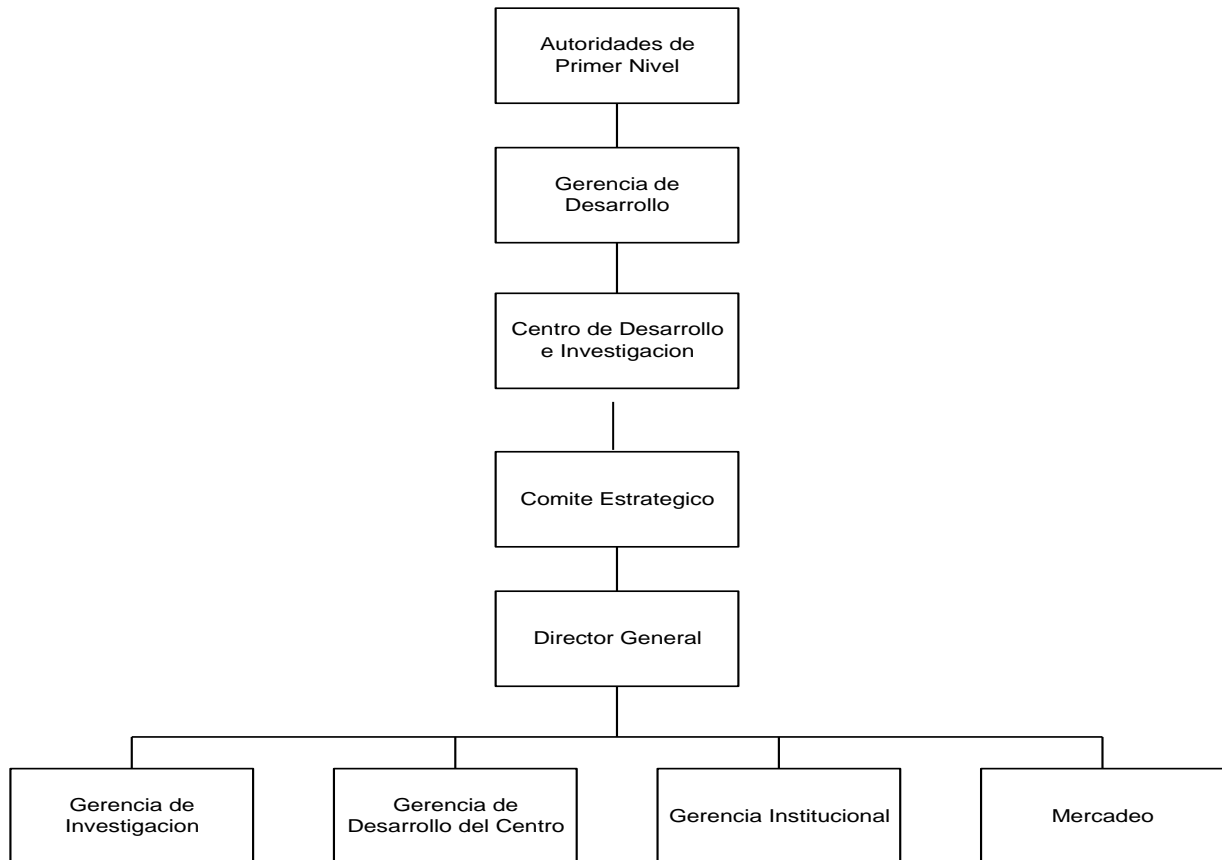 Autoridades de
Primer Nivel
Gerencia de
Desarrollo
Centro de Desarrollo
e Investigacion
Comite Estrategico
Director General
Gerencia de
Investigacion
Gerencia de
Desarrollo del Centro
Gerencia Institucional
Mercadeo